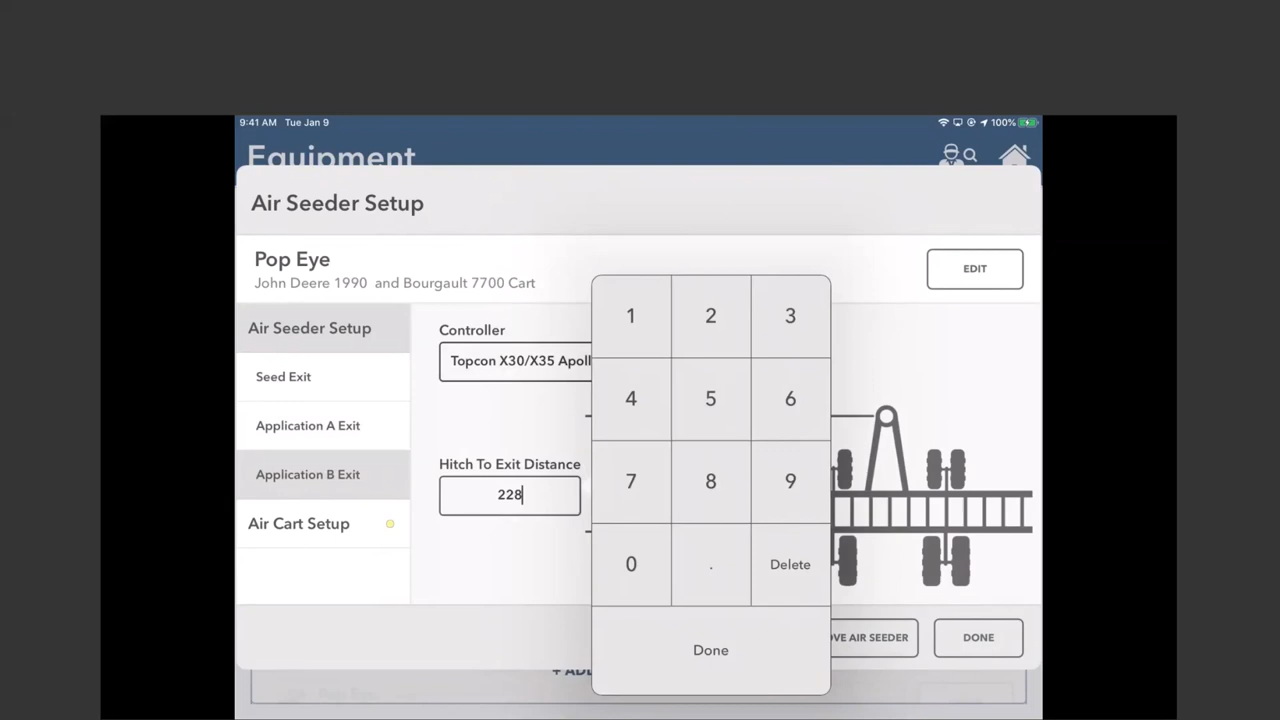 9:41 AM Tue Jan 9
100%
Equipment
Air Seeder Setup
Pop Eye
John Deere 1990 and Bourgault 7700 Cart
EDIT
Air Seeder Setup
Seed Exit
Application A Exit
Application B Exit
Air Cart Setup
Controller
Topcon X30/X35 Apoll
Hitch To Exit Distance
228
1 2 3
4 5 6
7 8 9
0 . Delete
Done
OVE AIR SEEDER
DONE
+ ADD